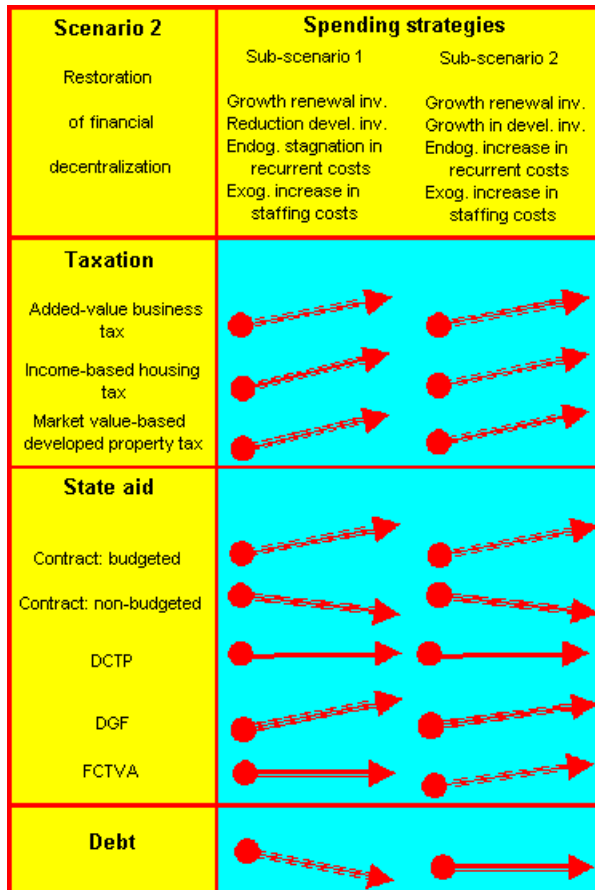 Scenario 2
Restoration
of financial
decentralization
Spending strategies
Sub-scenario 1
Growth renewal inv.
Reduction devel. inv.
Endog. stagnation in
recurrent costs
Exog. increase in
staffing costs
Sub-scenario 2
Growth renewal inv.
Growth in devel. inv.
Endog. increase in
recurrent costs
Exog. increase in
staffing costs
Taxation
Added-value business
tax
Income-based housing
tax
Market value-based
developed property tax
State aid
Contract: budgeted
Contract: non-budgeted
DCTP
DGF
FCTVA
Debt